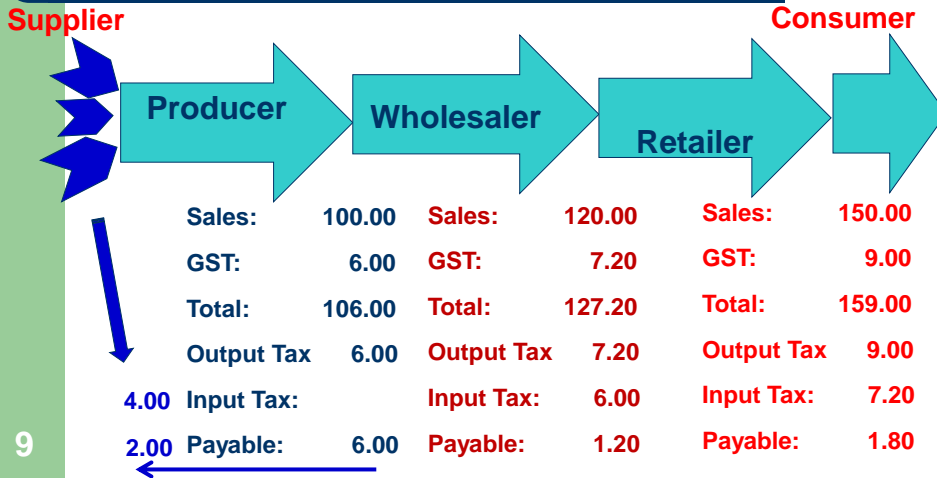 Supplier
Consumer
Producer
Wholesaler
Retailer
Sales: 100.00 Sales: 120.00 Sales: 150.00
GST: 6.00 GST: 7.20 GST: 9.00
Total: 106.00 Total: 127.20 Total: 159.00
Output Tax 6.00 Output Tax 7.20 Output Tax 9.00
4.00 Input Tax: Input Tax: 6.00 Input Tax: 7.20
2.00 Payable: 6.00 Payable: 1.20 Payable: 1.80
9